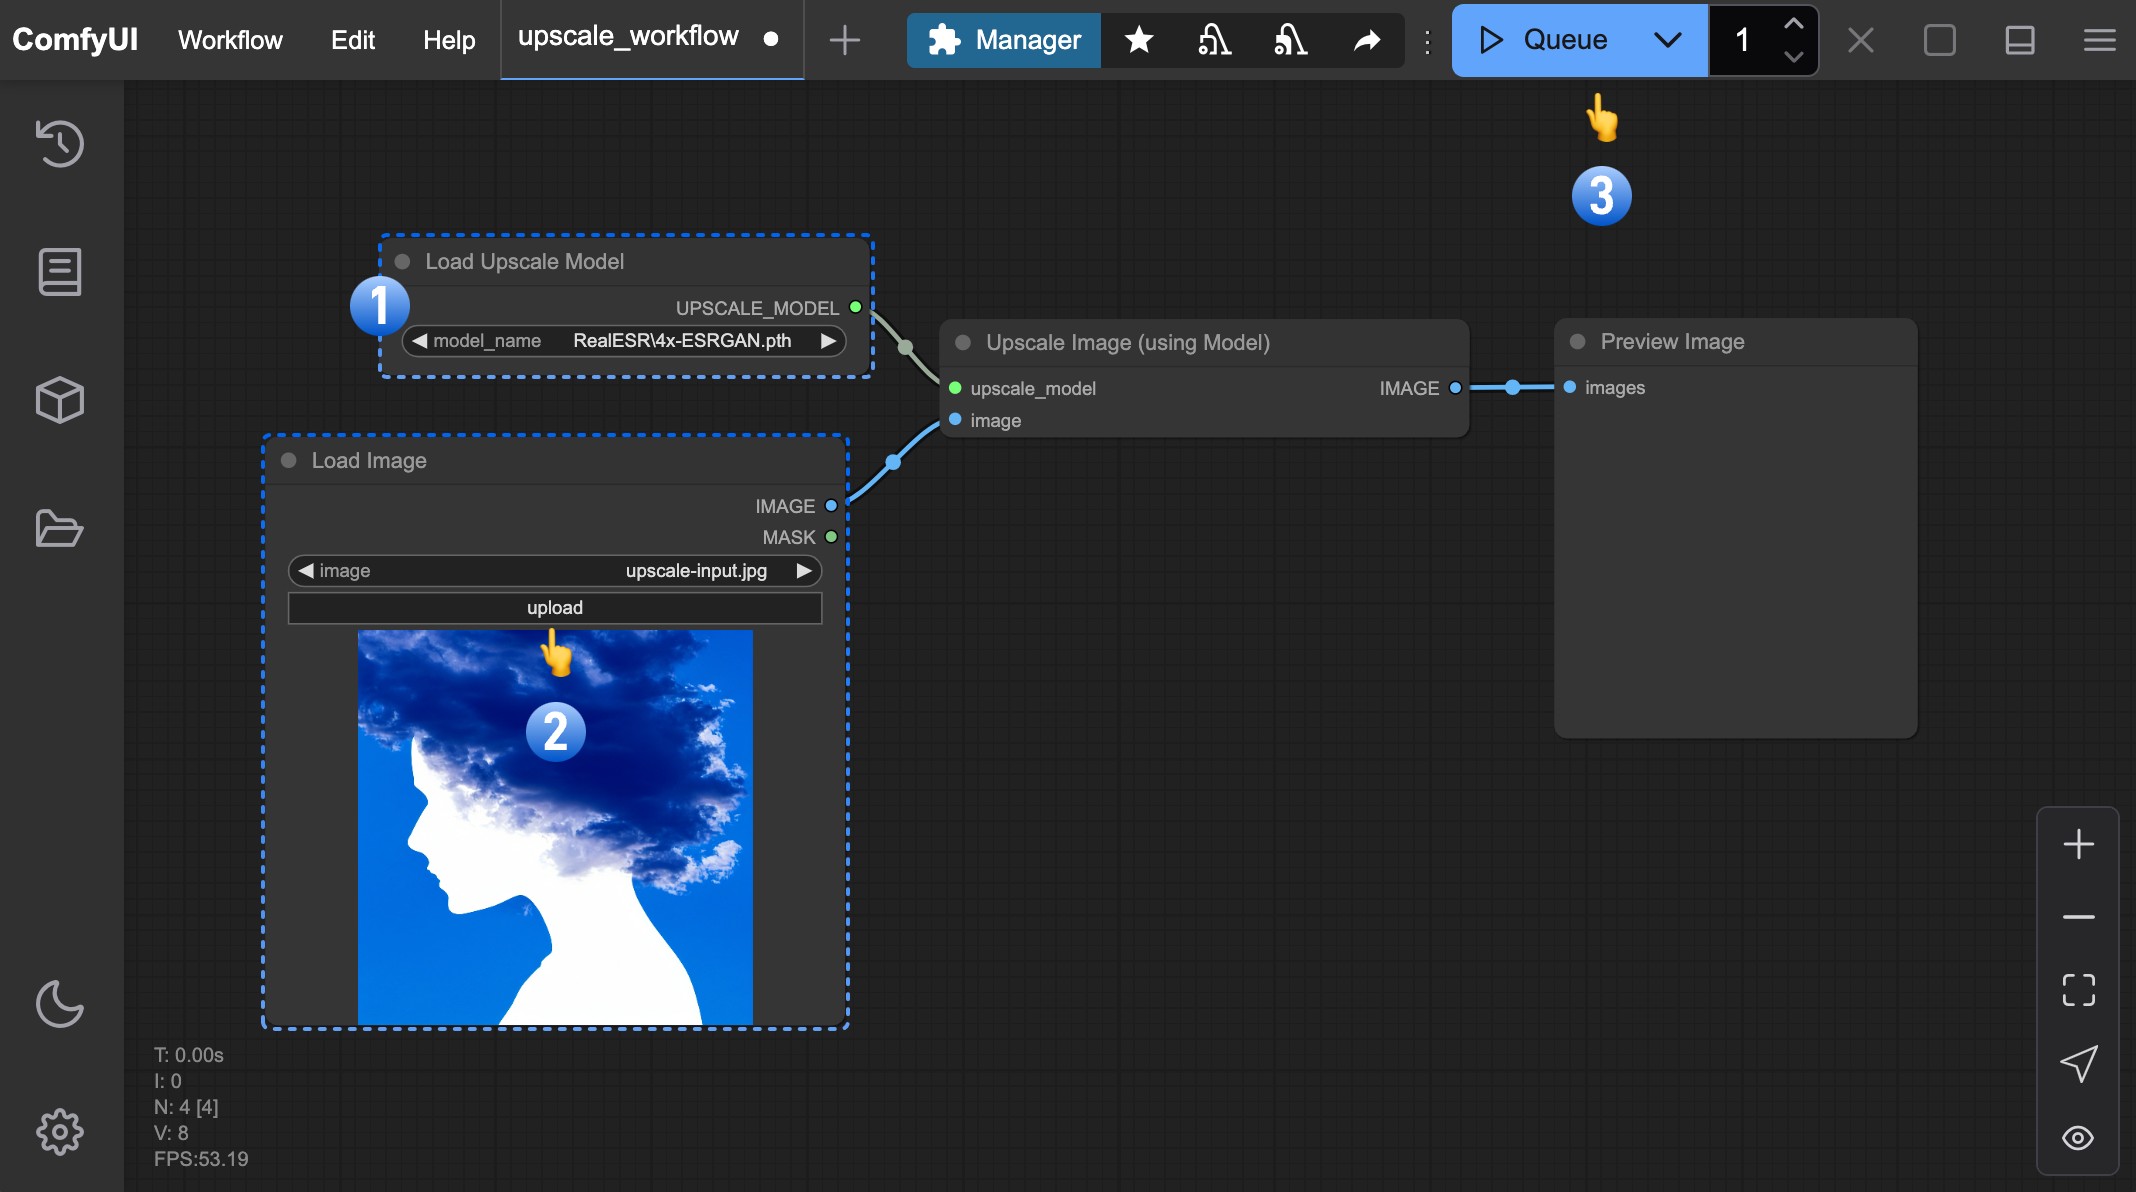 ComfyUI
Workflow
Edit
Help
upscale_workflow
Manager
Queue
1
3
Load Upscale Model
1
UPSCALE_MODEL
model_name RealESR\4x-ESRGAN.pth
Upscale Image (using Model)
upscale_model IMAGE
image
Preview Image
images
Load Image
IMAGE
MASK
image upscale-input.jpg
upload
2
T: 0.00s
I: 0
N: 4 [4]
V: 8
FPS:53.19